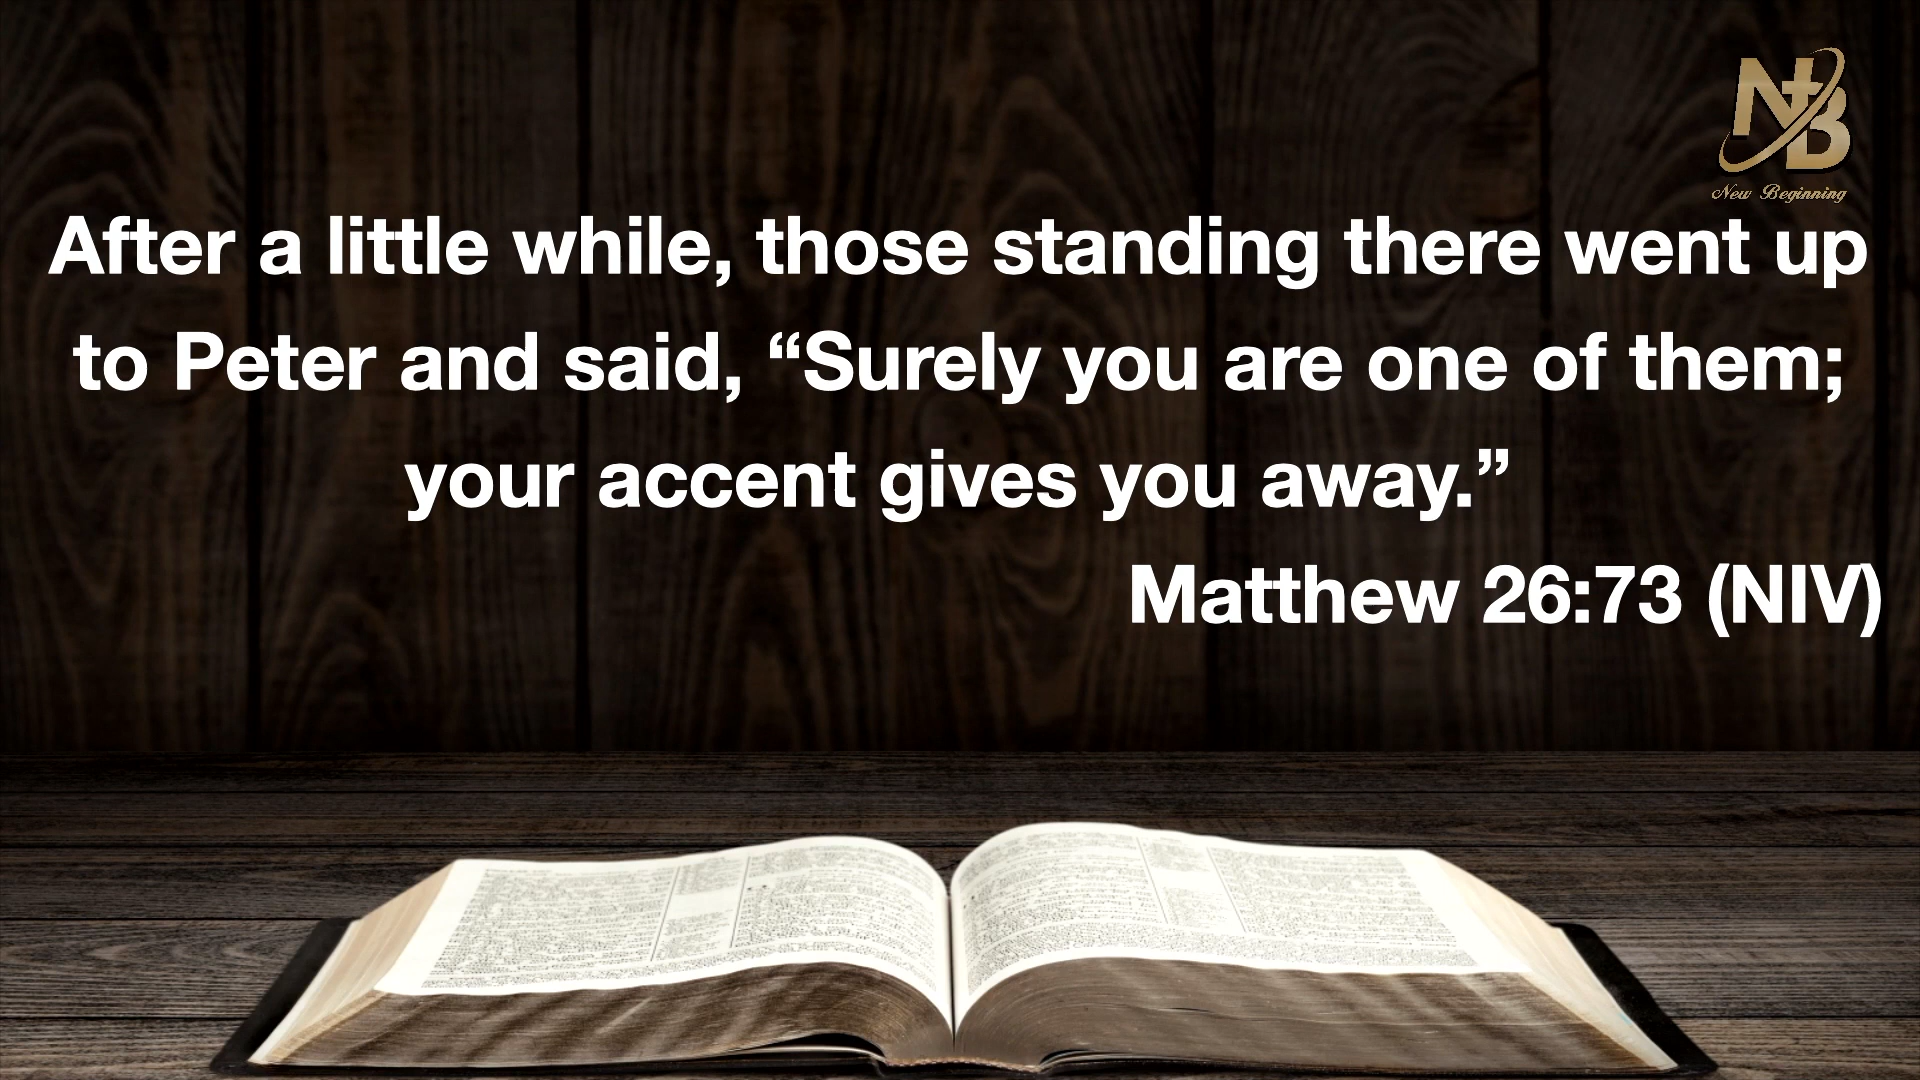 NB
New Beginning
After a little while, those standing there went up
to Peter and said, “Surely you are one of them;
your accent gives you away.”
Matthew 26:73 (NIV)